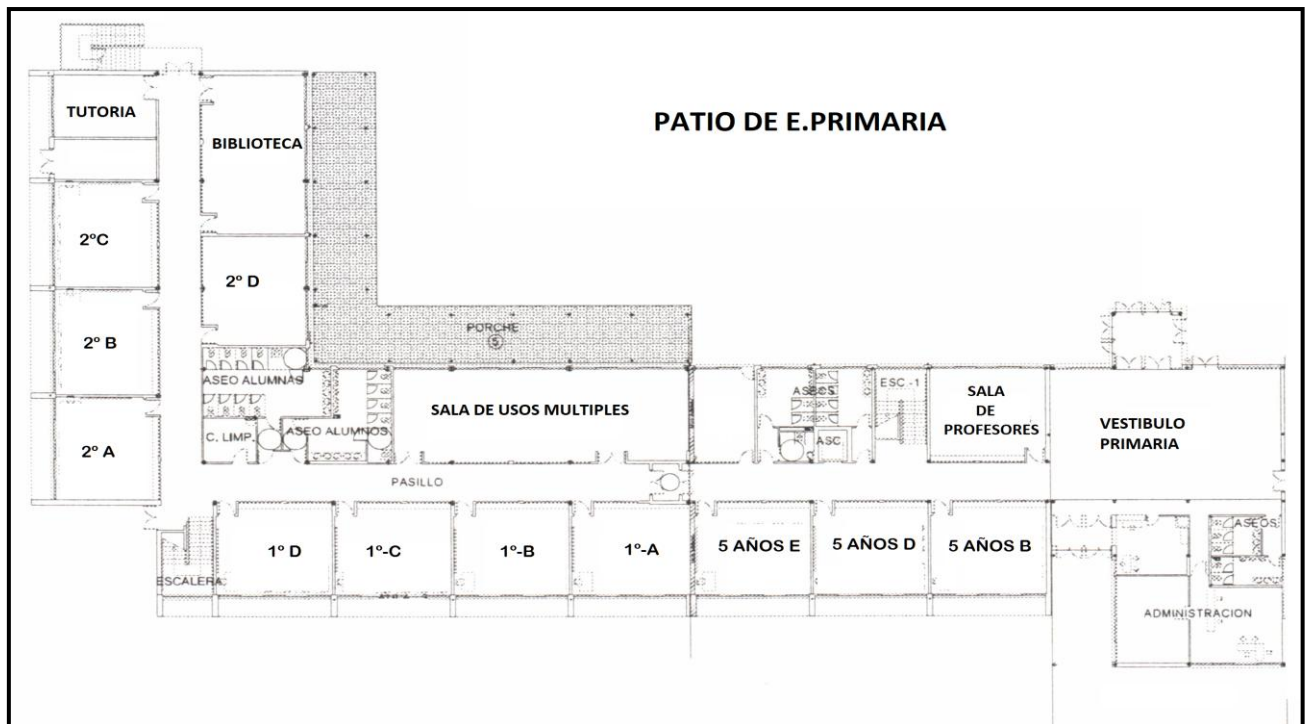 PATIO DE E.PRIMARIA
TUTORIA
BIBLIOTECA
2ºC
2º D
2º B
2º A
PORCHE
5
ASEO ALUMNAS
C. LIMP.
ASEO ALUMNOS
SALA DE USOS MULTIPLES
ASEOS
ASC.
ESC.-1
SALA
DE
PROFESORES
VESTIBULO
PRIMARIA
PASILLO
ESCALERA
1º D
1º-C
1º-B
1º-A
5 AÑOS E
5 AÑOS D
5 AÑOS B
ASEOS
ADMINISTRACION